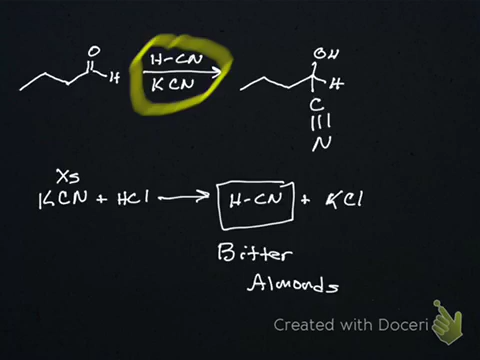 O
H
H-CN
KCN
OH
H
C
N
Xs
KCN + HCl → H-CN + KCl
Bitter
Almonds
Created with Doceri